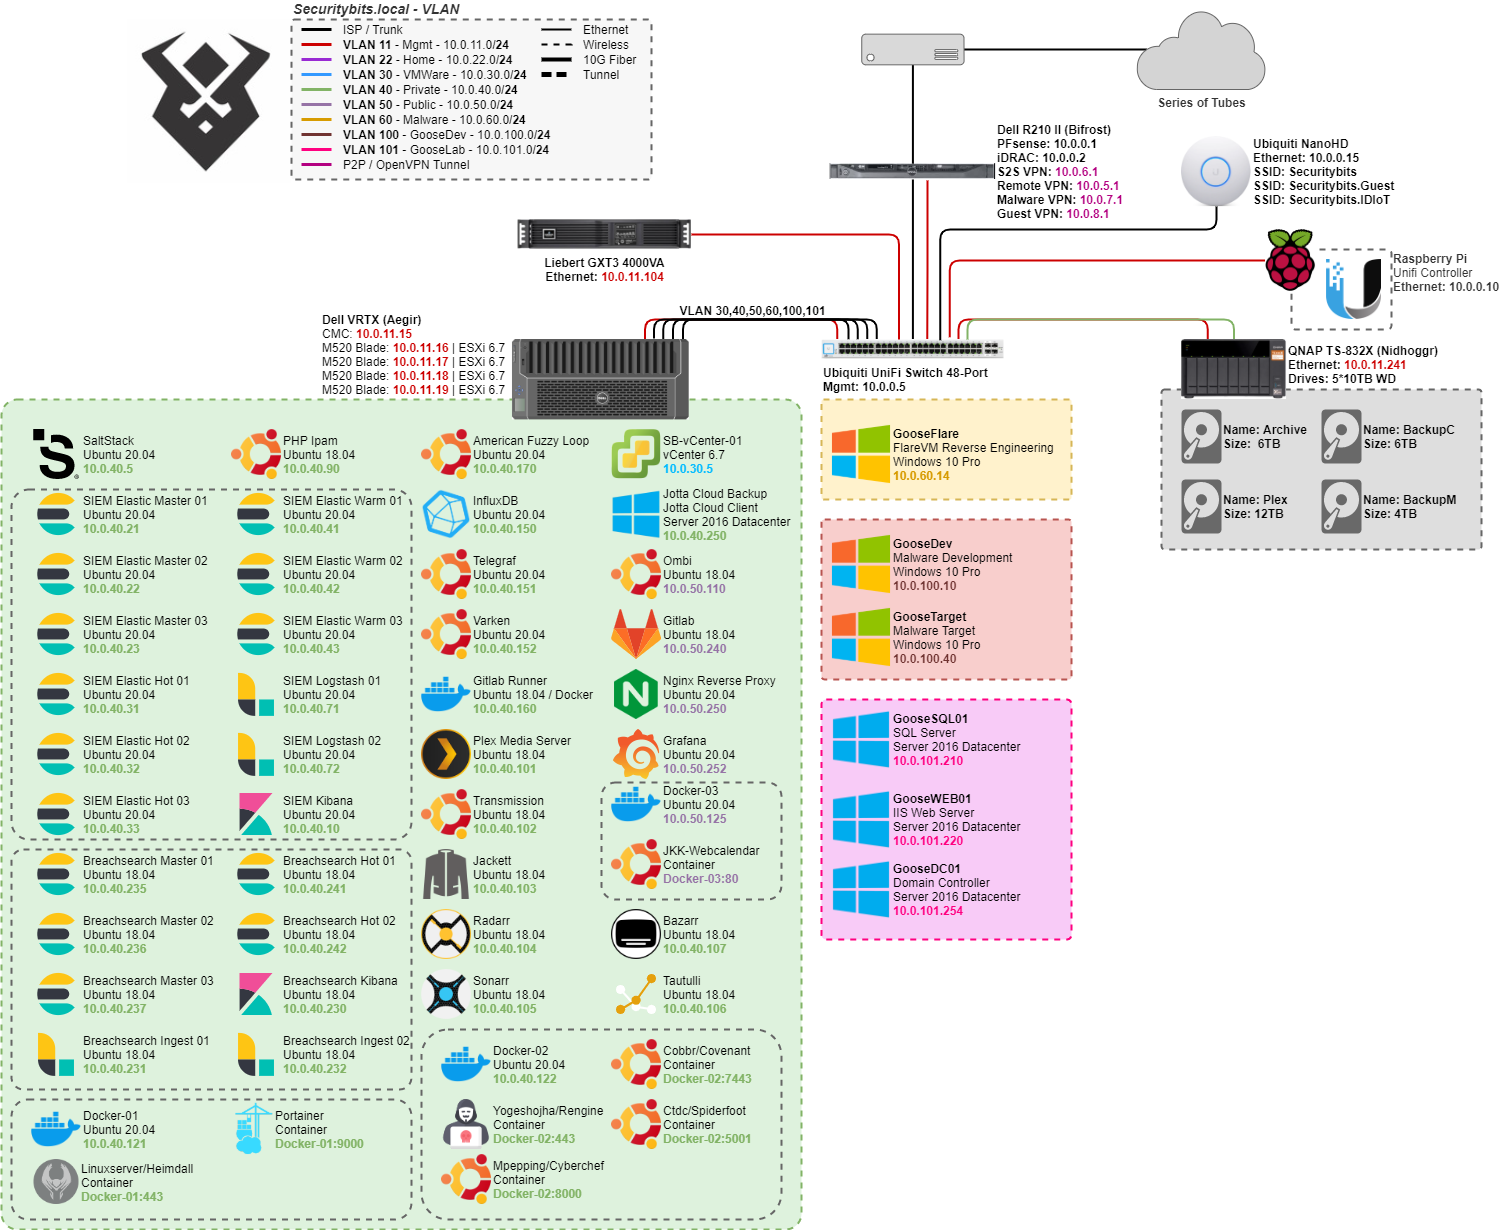 Securitybits.local - VLAN
ISP / Trunk
VLAN 11 - Mgmt - 10.0.11.0/24
VLAN 22 - Home - 10.0.22.0/24
VLAN 30 - VMWare - 10.0.30.0/24
VLAN 40 - Private - 10.0.40.0/24
VLAN 50 - Public - 10.0.50.0/24
VLAN 60 - Malware - 10.0.60.0/24
VLAN 100 - GooseDev - 10.0.100.0/24
VLAN 101 - GooseLab - 10.0.101.0/24
P2P / OpenVPN Tunnel
Ethernet
Wireless
10G Fiber
Tunnel
Series of Tubes
Dell R210 II (Bifrost)
PFsense: 10.0.0.1
iDRAC: 10.0.0.2
S2S VPN: 10.0.6.1
Remote VPN: 10.0.5.1
Malware VPN: 10.0.7.1
Guest VPN: 10.0.8.1
Ubiquiti NanoHD
Ethernet: 10.0.0.15
SSID: Securitybits
SSID: Securitybits.Guest
SSID: Securitybits.IDIoT
Liebert GXT3 4000VA
Ethernet: 10.0.11.104
Raspberry Pi
Unifi Controller
Ethernet: 10.0.0.10
VLAN 30,40,50,60,100,101
Dell VRTX (Aegir)
CMC: 10.0.11.15
M520 Blade: 10.0.11.16 | ESXi 6.7
M520 Blade: 10.0.11.17 | ESXi 6.7
M520 Blade: 10.0.11.18 | ESXi 6.7
M520 Blade: 10.0.11.19 | ESXi 6.7
Ubiquiti UniFi Switch 48-Port
Mgmt: 10.0.0.5
QNAP TS-832X (Nidhoggr)
Ethernet: 10.0.11.241
Drives: 5*10TB WD
Name: Archive
Size: 6TB
Name: BackupC
Size: 6TB
Name: Plex
Size: 12TB
Name: BackupM
Size: 4TB
SaltStack
Ubuntu 20.04
10.0.40.5
PHP Ipam
Ubuntu 18.04
10.0.40.90
American Fuzzy Loop
Ubuntu 20.04
10.0.40.170
SB-vCenter-01
vCenter 6.7
10.0.30.5
SIEM Elastic Master 01
Ubuntu 20.04
10.0.40.21
SIEM Elastic Warm 01
Ubuntu 20.04
10.0.40.41
InfluxDB
Ubuntu 20.04
10.0.40.150
Jotta Cloud Backup
Jotta Cloud Client
Server 2016 Datacenter
10.0.40.250
SIEM Elastic Master 02
Ubuntu 20.04
10.0.40.22
SIEM Elastic Warm 02
Ubuntu 20.04
10.0.40.42
Telegraf
Ubuntu 20.04
10.0.40.151
Ombi
Ubuntu 18.04
10.0.50.110
SIEM Elastic Master 03
Ubuntu 20.04
10.0.40.23
SIEM Elastic Warm 03
Ubuntu 20.04
10.0.40.43
Varken
Ubuntu 20.04
10.0.40.152
Gitlab
Ubuntu 18.04
10.0.50.240
SIEM Elastic Hot 01
Ubuntu 20.04
10.0.40.31
SIEM Logstash 01
Ubuntu 20.04
10.0.40.71
Gitlab Runner
Ubuntu 18.04 / Docker
10.0.40.160
Nginx Reverse Proxy
Ubuntu 20.04
10.0.50.250
SIEM Elastic Hot 02
Ubuntu 20.04
10.0.40.32
SIEM Logstash 02
Ubuntu 20.04
10.0.40.72
Plex Media Server
Ubuntu 18.04
10.0.40.101
Grafana
Ubuntu 20.04
10.0.50.252
SIEM Elastic Hot 03
Ubuntu 20.04
10.0.40.33
SIEM Kibana
Ubuntu 20.04
10.0.40.10
Transmission
Ubuntu 18.04
10.0.40.102
Docker-03
Ubuntu 20.04
10.0.50.125
Breachsearch Master 01
Ubuntu 18.04
10.0.40.235
Breachsearch Hot 01
Ubuntu 18.04
10.0.40.241
Jackett
Ubuntu 18.04
10.0.40.103
JKK-Webcalendar
Container
Docker-03:80
Breachsearch Master 02
Ubuntu 18.04
10.0.40.236
Breachsearch Hot 02
Ubuntu 18.04
10.0.40.242
Radarr
Ubuntu 18.04
10.0.40.104
Bazarr
Ubuntu 18.04
10.0.40.107
Breachsearch Master 03
Ubuntu 18.04
10.0.40.237
Breachsearch Kibana
Ubuntu 18.04
10.0.40.230
Sonarr
Ubuntu 18.04
10.0.40.105
Tautulli
Ubuntu 18.04
10.0.40.106
Breachsearch Ingest 01
Ubuntu 18.04
10.0.40.231
Breachsearch Ingest 02
Ubuntu 18.04
10.0.40.232
Docker-02
Ubuntu 20.04
10.0.40.122
Cobbr/Covenant
Container
Docker-02:7443
Docker-01
Ubuntu 20.04
10.0.40.121
Portainer
Container
Docker-01:9000
Yogeshojha/Rengine
Container
Docker-02:443
Ctdc/Spiderfoot
Container
Docker-02:5001
Linuxserver/Heimdall
Container
Docker-01:443
Mpepping/Cyberchef
Container
Docker-02:8000
GooseFlare
FlareVM Reverse Engineering
Windows 10 Pro
10.0.60.14
GooseDev
Malware Development
Windows 10 Pro
10.0.100.10
GooseTarget
Malware Target
Windows 10 Pro
10.0.100.40
GooseSQL01
SQL Server
Server 2016 Datacenter
10.0.101.210
GooseWEB01
IIS Web Server
Server 2016 Datacenter
10.0.101.220
GooseDC01
Domain Controller
Server 2016 Datacenter
10.0.101.254